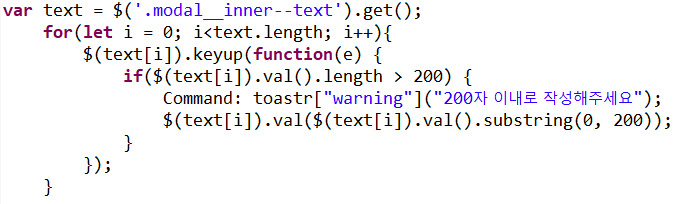 var text = $('.modal__inner--text').get();
for(let i = 0; i<text.length; i++){
$(text[i]).keyup(function(e) {
if($(text[i]).val().length > 200) {
Command: toastr["warning"]("200자 이내로 작성해주세요");
$(text[i]).val($(text[i]).val().substring(0, 200));
}
});
}